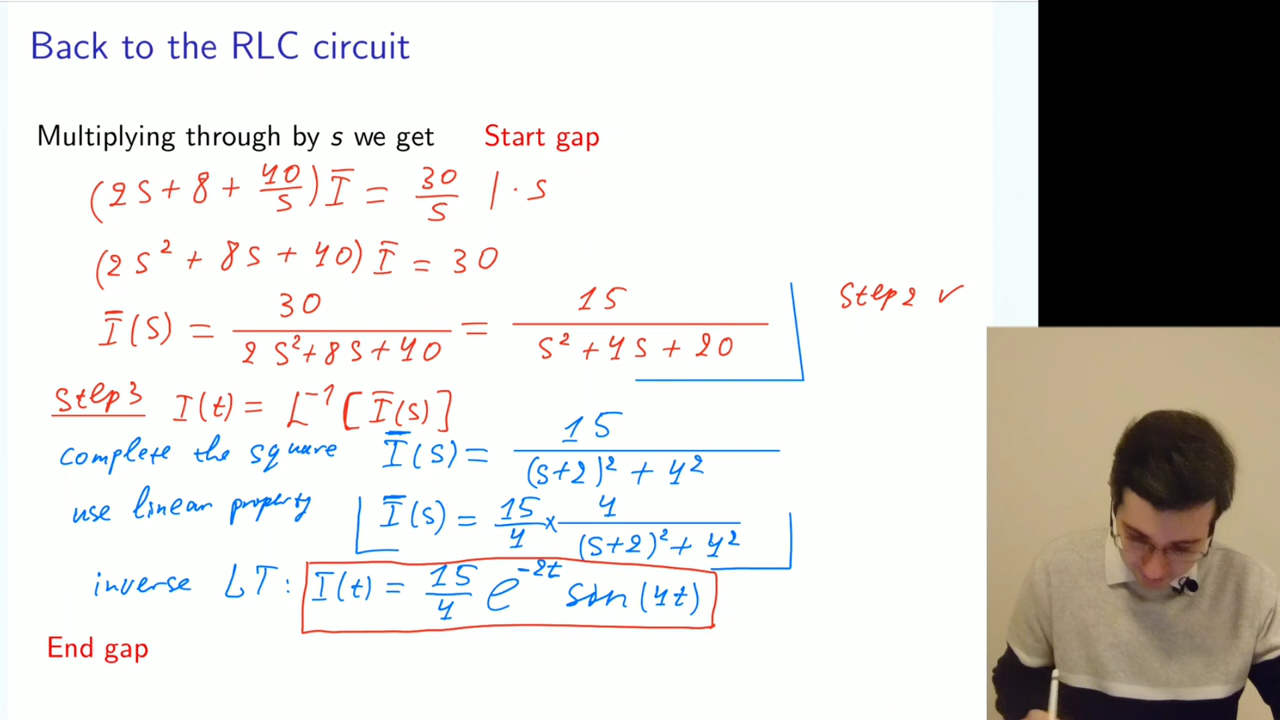 Back to the RLC circuit
Multiplying through by s we get Start gap
(2s + 8 + 40/s) Ī = 30/s | · s
(2s² + 8s + 40) Ī = 30
Ī(s) = 30/(2s² + 8s + 40) = 15/(s² + 4s + 20) Step 2 ✓
Step 3 I(t) = L⁻¹[Ī(s)]
complete the square Ī(s) = 15/((s+2)² + 4²)
use linear property Ī(s) = 15/4 × 4/((s+2)² + 4²)
inverse LT: I(t) = 15/4 e^(-2t) sin(4t)
End gap